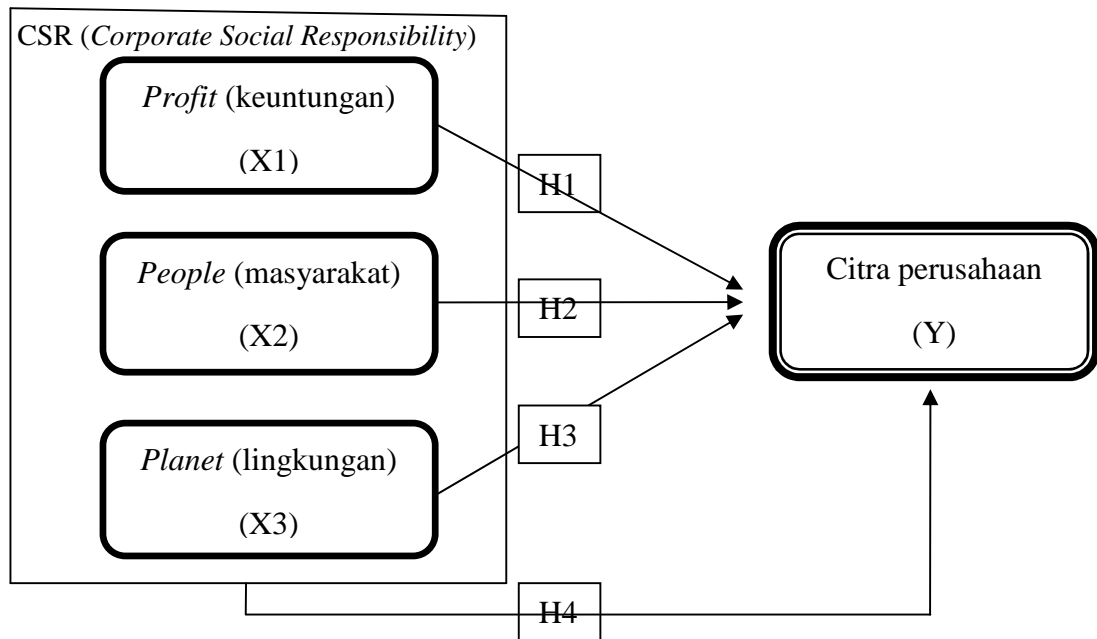 CSR (Corporate Social Responsibility)
Profit (keuntungan)
(X1)
H1
People (masyarakat)
(X2)
H2
Citra perusahaan
(Y)
Planet (lingkungan)
(X3)
H3
H4